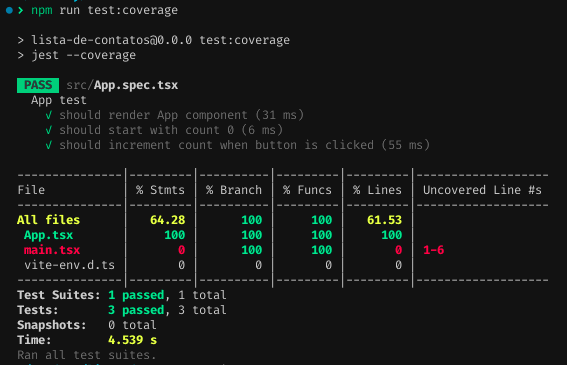 ❯ npm run test:coverage
> lista-de-contatos@0.0.0 test:coverage
> jest --coverage
PASS src/App.spec.tsx
App test
√ should render App component (31 ms)
√ should start with count 0 (6 ms)
√ should increment count when button is clicked (55 ms)
---------------|---------|----------|---------|---------|-------------------
File | % Stmts | % Branch | % Funcs | % Lines | Uncovered Line #s
---------------|---------|----------|---------|---------|-------------------
All files | 64.28 | 100 | 100 | 61.53 |
App.tsx | 100 | 100 | 100 | 100 |
main.tsx | 0 | 100 | 100 | 0 | 1-6
vite-env.d.ts | 0 | 0 | 0 | 0 |
---------------|---------|----------|---------|---------|-------------------
Test Suites: 1 passed, 1 total
Tests: 3 passed, 3 total
Snapshots: 0 total
Time: 4.539 s
Ran all test suites.